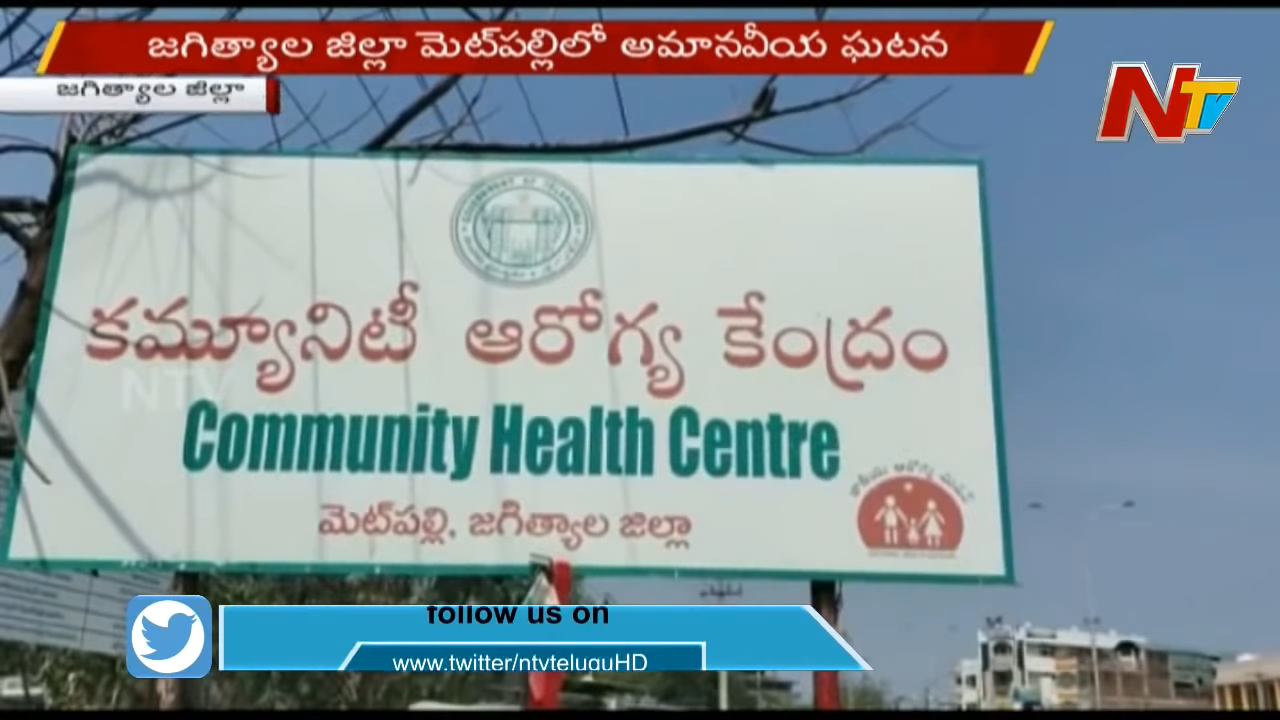 జగిత్యాల జిల్లా మెట్‌పల్లిలో అమానవీయ ఘటన
జగిత్యాల జిల్లా
NTV
కమ్యూనిటీ ఆరోగ్య కేంద్రం
NTV
Community Health Centre
మెట్‌పల్లి, జగిత్యాల జిల్లా
follow us on
www.twitter/ntvteluguHD